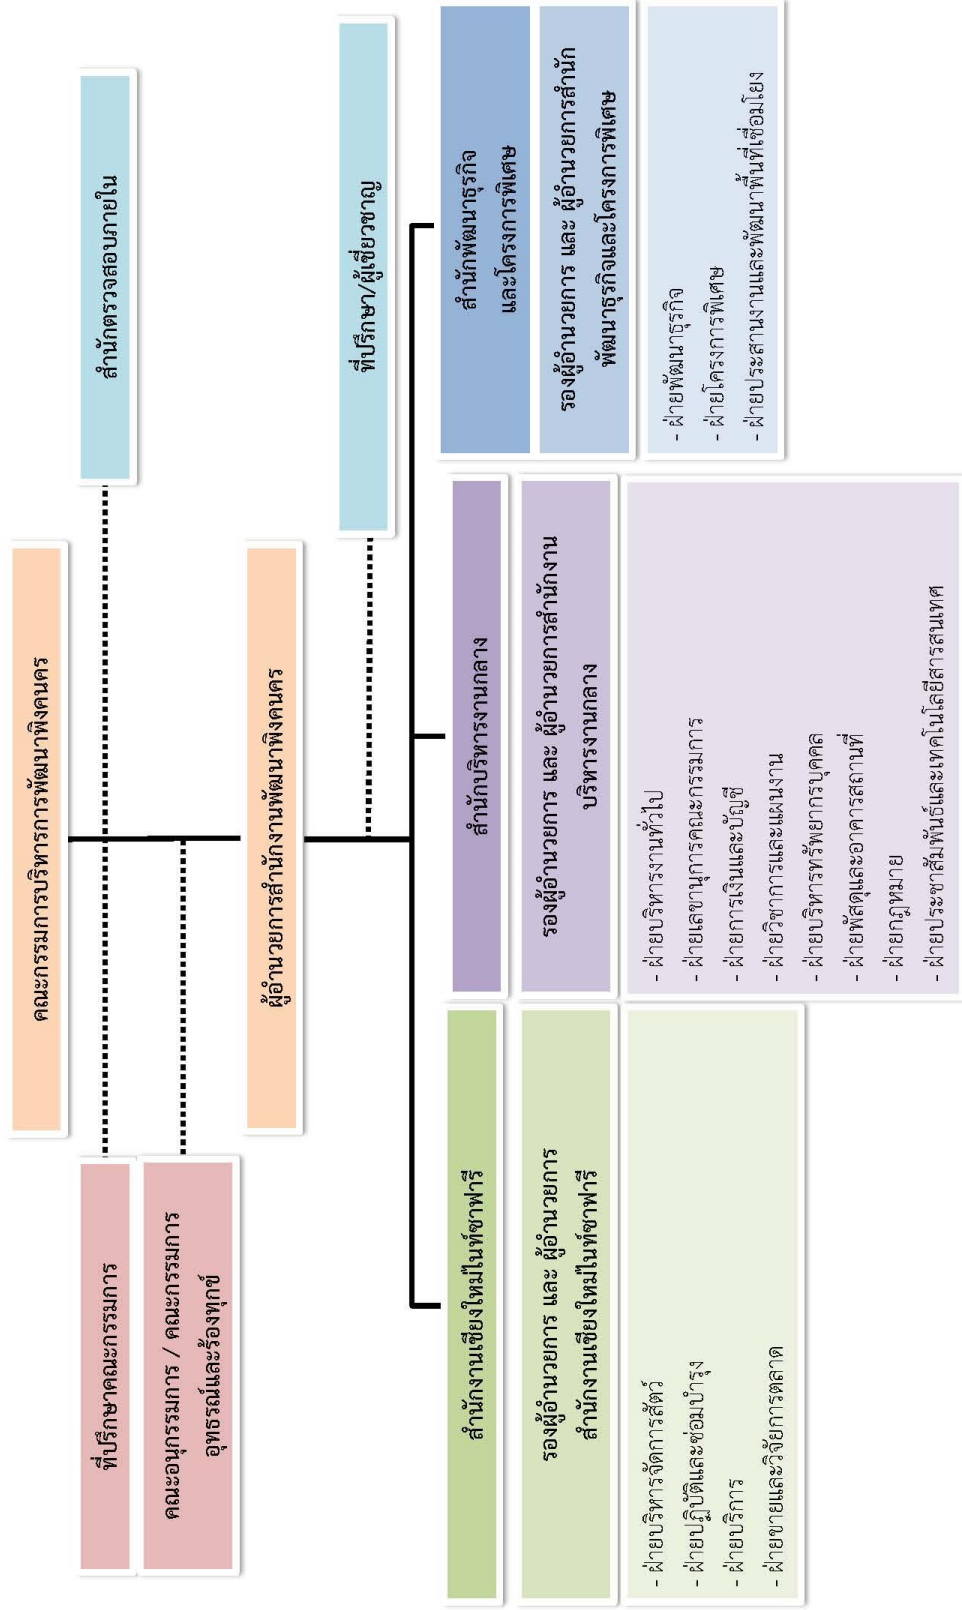 คณะกรรมการบริหารการพัฒนาพิงคนคร
ที่ปรึกษาคณะกรรมการ
สำนักตรวจสอบภายใน
คณะอนุกรรมการ / คณะกรรมการ
อุทธรณ์และร้องทุกข์
ผู้อำนวยการสำนักงานพัฒนาพิงคนคร
ที่ปรึกษา/ผู้เชี่ยวชาญ
สำนักงานเชียงใหม่ไนท์ซาฟารี
รองผู้อำนวยการ และ ผู้อำนวยการ
สำนักงานเชียงใหม่ไนท์ซาฟารี
- ฝ่ายบริหารจัดการสัตว์
- ฝ่ายปฏิบัติและซ่อมบำรุง
- ฝ่ายบริการ
- ฝ่ายขายและวิจัยการตลาด
สำนักบริหารงานกลาง
รองผู้อำนวยการ และ ผู้อำนวยการสำนักงาน
บริหารงานกลาง
- ฝ่ายบริหารงานทั่วไป
- ฝ่ายเลขานุการคณะกรรมการ
- ฝ่ายการเงินและบัญชี
- ฝ่ายวิชาการและแผนงาน
- ฝ่ายบริหารทรัพยากรบุคคล
- ฝ่ายพัสดุและอาคารสถานที่
- ฝ่ายกฎหมาย
- ฝ่ายประชาสัมพันธ์และเทคโนโลยีสารสนเทศ
สำนักพัฒนาธุรกิจ
และโครงการพิเศษ
รองผู้อำนวยการ และ ผู้อำนวยการสำนัก
พัฒนาธุรกิจและโครงการพิเศษ
- ฝ่ายพัฒนาธุรกิจ
- ฝ่ายโครงการพิเศษ
- ฝ่ายประสานงานและพัฒนาพื้นที่เชื่อมโยง